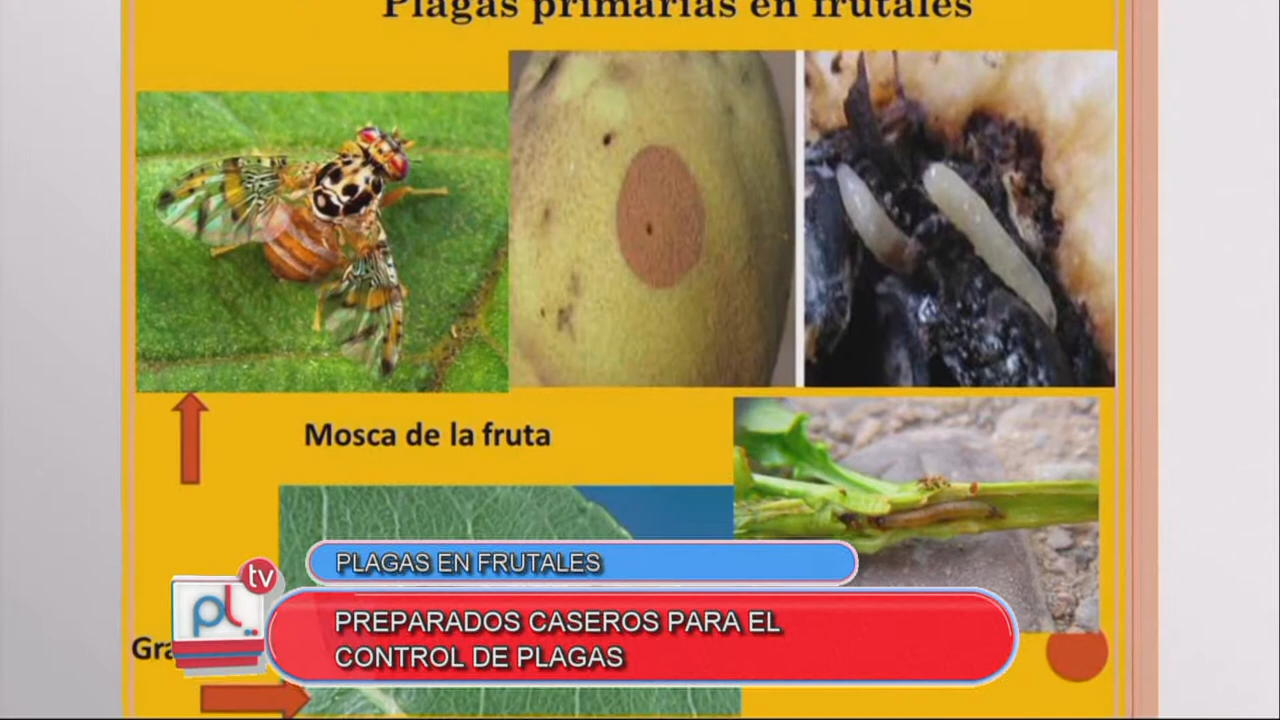 Plagas primarias en frutales
Mosca de la fruta
PLAGAS EN FRUTALES
tv
pl
PREPARADOS CASEROS PARA EL
CONTROL DE PLAGAS